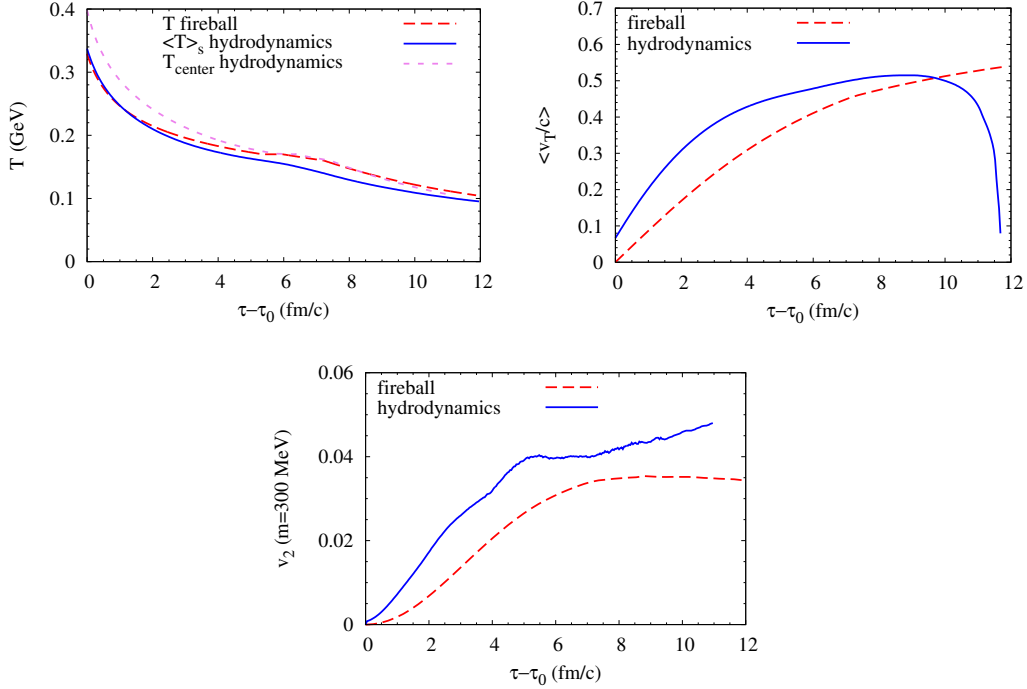 T (GeV)
0.4
0.3
0.2
0.1
0
T fireball
<T>s hydrodynamics
Tcenter hydrodynamics
0 2 4 6 8 10 12
τ−τ0 (fm/c)
<vT/c>
0.7
0.6
0.5
0.4
0.3
0.2
0.1
0
fireball
hydrodynamics
0 2 4 6 8 10 12
τ−τ0 (fm/c)
v2 (m=300 MeV)
0.06
0.04
0.02
0
fireball
hydrodynamics
0 2 4 6 8 10 12
τ−τ0 (fm/c)